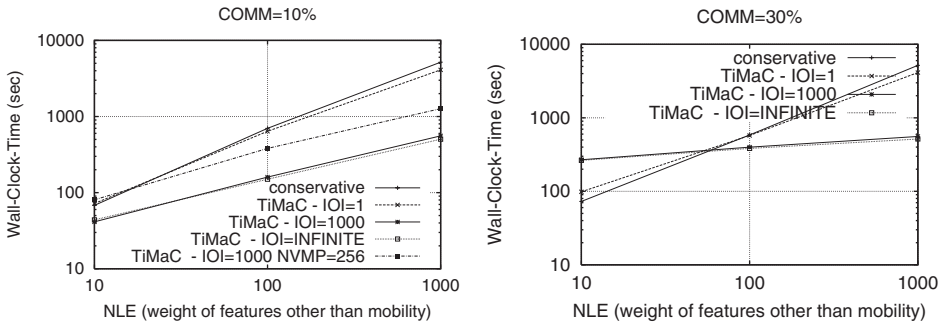 COMM=10%
10000
1000
100
10
Wall-Clock-Time (sec)
conservative
TiMaC - IOI=1
TiMaC - IOI=1000
TiMaC - IOI=INFINITE
TiMaC - IOI=1000 NVMP=256
10 100 1000
NLE (weight of features other than mobility)
COMM=30%
10000
1000
100
10
Wall-Clock-Time (sec)
conservative
TiMaC - IOI=1
TiMaC - IOI=1000
TiMaC - IOI=INFINITE
10 100 1000
NLE (weight of features other than mobility)